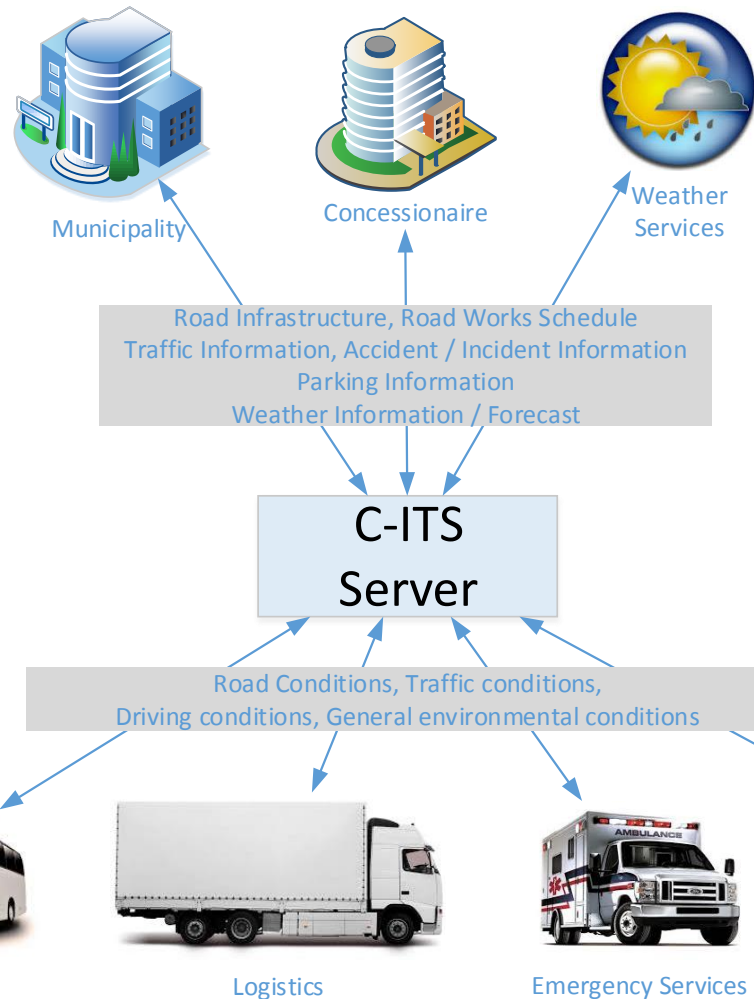 Municipality
Concessionaire
Weather
Services
Road Infrastructure, Road Works Schedule
Traffic Information, Accident / Incident Information
Parking Information
Weather Information / Forecast
C-ITS
Server
Road Conditions, Traffic conditions,
Driving conditions, General environmental conditions
AMBULANCE
Logistics
Emergency Services